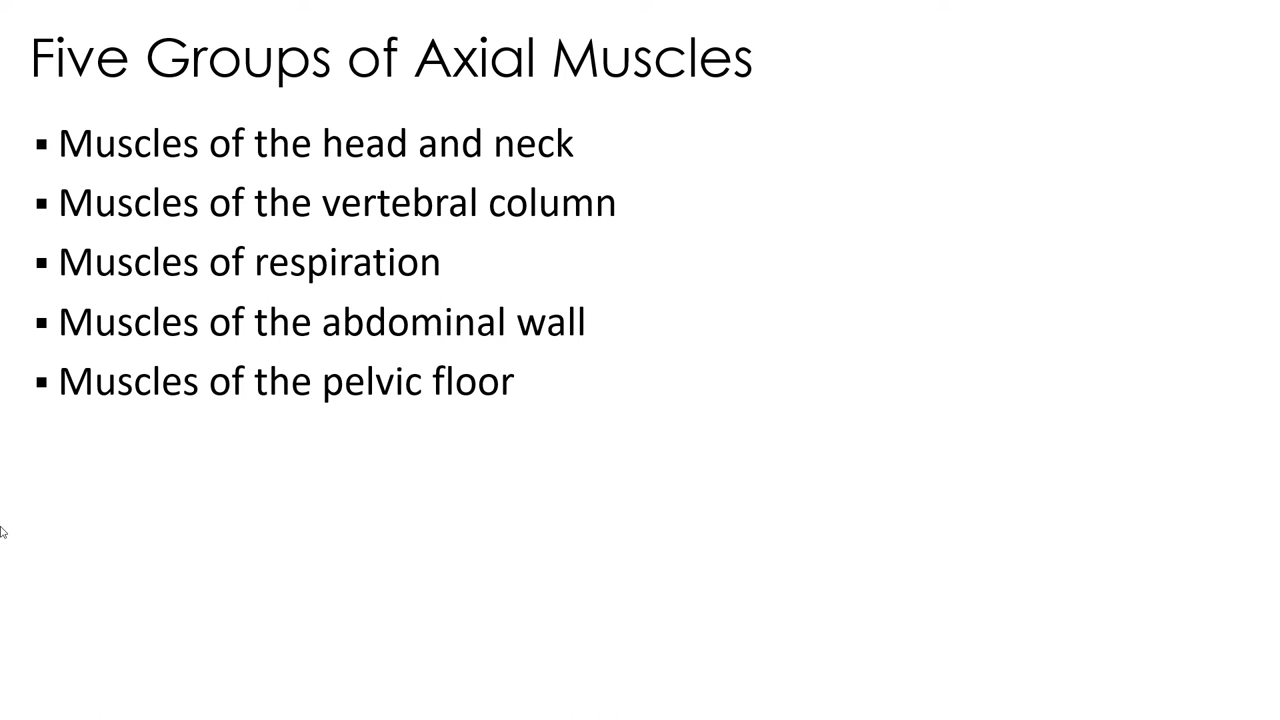 Five Groups of Axial Muscles
▪ Muscles of the head and neck
▪ Muscles of the vertebral column
▪ Muscles of respiration
▪ Muscles of the abdominal wall
▪ Muscles of the pelvic floor